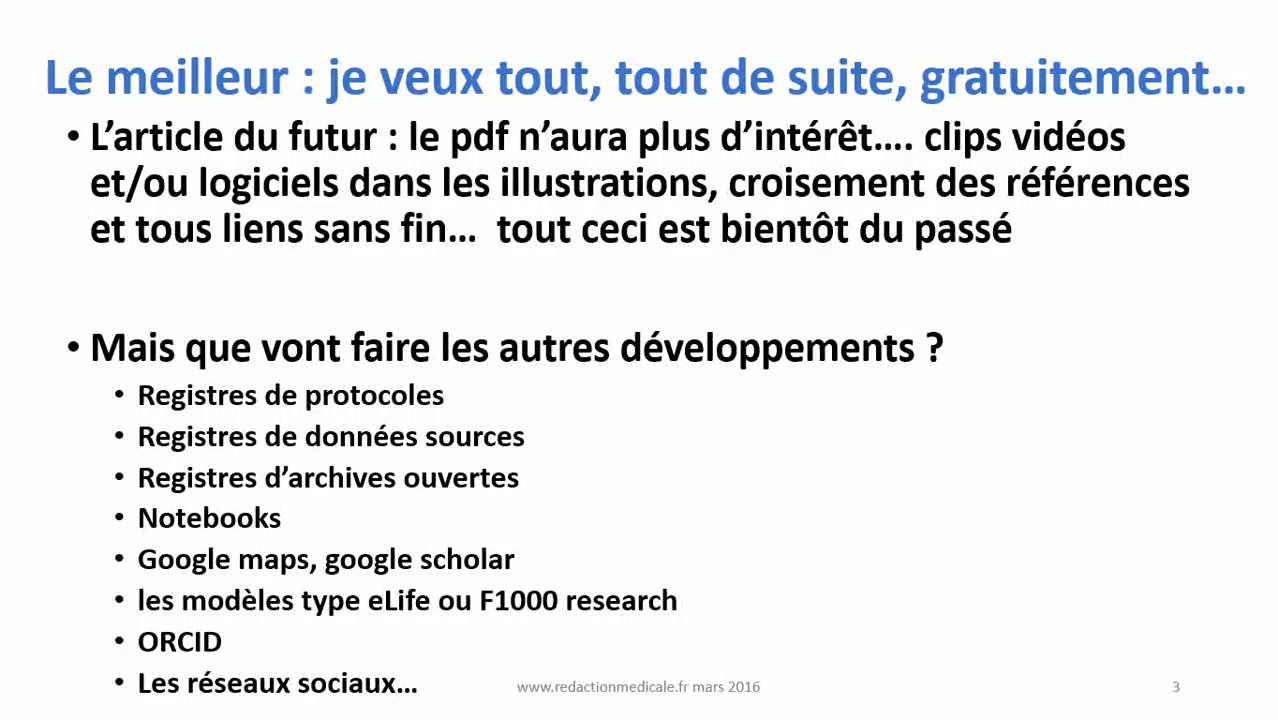 Le meilleur : je veux tout, tout de suite, gratuitement…
• L’article du futur : le pdf n’aura plus d’intérêt…. clips vidéos
et/ou logiciels dans les illustrations, croisement des références
et tous liens sans fin… tout ceci est bientôt du passé
• Mais que vont faire les autres développements ?
• Registres de protocoles
• Registres de données sources
• Registres d’archives ouvertes
• Notebooks
• Google maps, google scholar
• les modèles type eLife ou F1000 research
• ORCID
• Les réseaux sociaux…
www.redactionmedicale.fr mars 2016
3